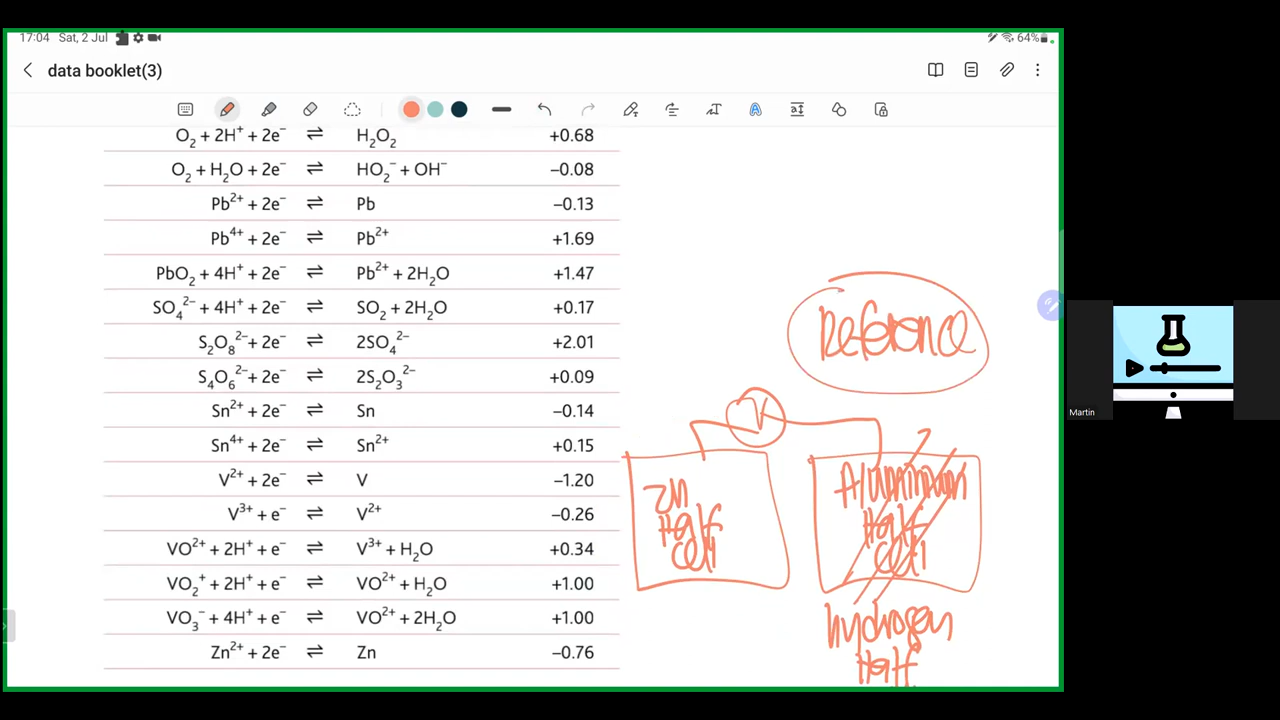 17:04 Sat, 2 Jul 64%
data booklet(3)
O₂ + 2H⁺ + 2e⁻ ⇌ H₂O₂ +0.68
O₂ + H₂O + 2e⁻ ⇌ HO₂⁻ + OH⁻ −0.08
Pb²⁺ + 2e⁻ ⇌ Pb −0.13
Pb⁴⁺ + 2e⁻ ⇌ Pb²⁺ +1.69
PbO₂ + 4H⁺ + 2e⁻ ⇌ Pb²⁺ + 2H₂O +1.47
SO₄²⁻ + 4H⁺ + 2e⁻ ⇌ SO₂ + 2H₂O +0.17
S₂O₈²⁻ + 2e⁻ ⇌ 2SO₄²⁻ +2.01
S₄O₆²⁻ + 2e⁻ ⇌ 2S₂O₃²⁻ +0.09
Sn²⁺ + 2e⁻ ⇌ Sn −0.14
Sn⁴⁺ + 2e⁻ ⇌ Sn²⁺ +0.15
V²⁺ + 2e⁻ ⇌ V −1.20
V³⁺ + e⁻ ⇌ V²⁺ −0.26
VO²⁺ + 2H⁺ + e⁻ ⇌ V³⁺ + H₂O +0.34
VO₂⁺ + 2H⁺ + e⁻ ⇌ VO²⁺ + H₂O +1.00
VO₃⁻ + 4H⁺ + e⁻ ⇌ VO²⁺ + 2H₂O +1.00
Zn²⁺ + 2e⁻ ⇌ Zn −0.76
Reference
V
Zn
Half
cell
Aluminium
Half
cell
hydrogen
Half
Martin